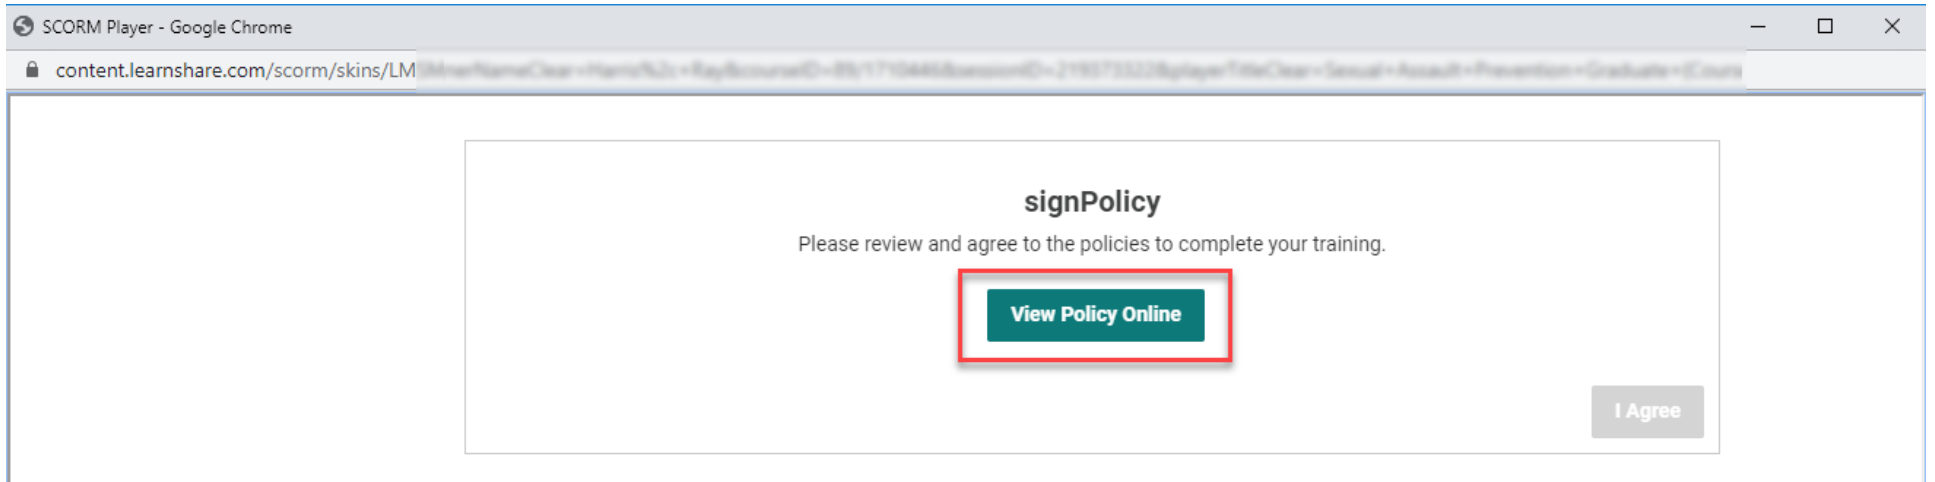 SCORM Player - Google Chrome
content.learnshare.com/scorm/skins/LM
signPolicy
Please review and agree to the policies to complete your training.
View Policy Online
I Agree